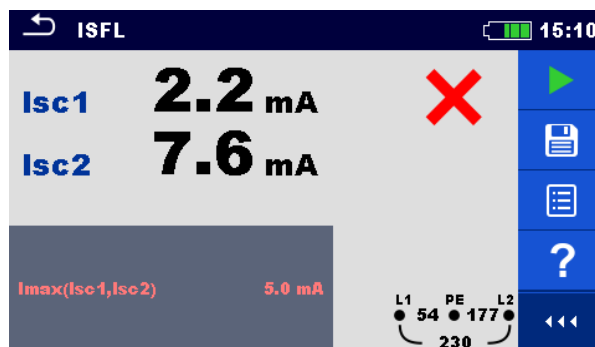 ISFL 15:10
Isc1 2.2 mA
Isc2 7.6 mA
?
Imax(Isc1,Isc2) 5.0 mA
L1 PE L2
54 177
230